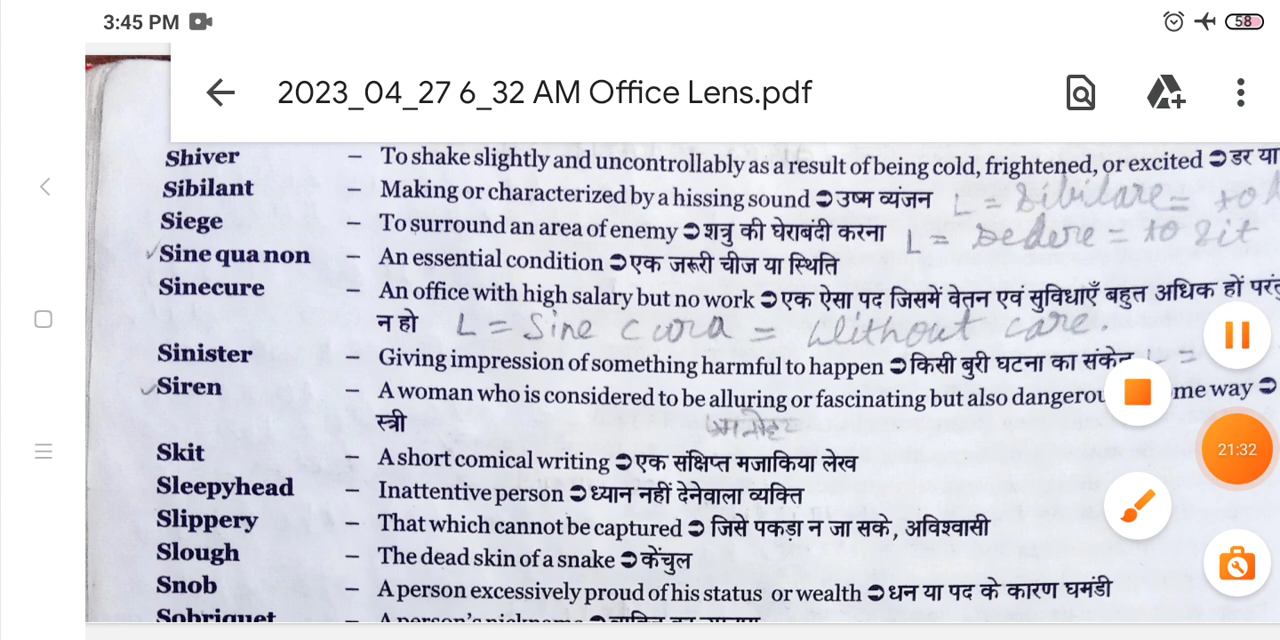 3:45 PM
58
2023_04_27 6_32 AM Office Lens.pdf
Shiver – To shake slightly and uncontrollably as a result of being cold, frightened, or excited ➲ डर या
Sibilant – Making or characterized by a hissing sound ➲ उष्म व्यंजन L = Sibilare = to
Siege – To surround an area of enemy ➲ शत्रु की घेराबंदी करना L = sedere = to sit
Sine qua non – An essential condition ➲ एक जरूरी चीज या स्थिति
Sinecure – An office with high salary but no work ➲ एक ऐसा पद जिसमें वेतन एवं सुविधाएँ बहुत अधिक हों
न हो L = Sine cura = Without care.
Sinister – Giving impression of something harmful to happen ➲ किसी बुरी घटना का संकेत L =
Siren – A woman who is considered to be alluring or fascinating but also me way ➲
स्त्री
Skit – A short comical writing ➲ एक संक्षिप्त मजाकिया लेख
Sleepyhead – Inattentive person ➲ ध्यान नहीं देनेवाला व्यक्ति
21:32
Slippery – That which cannot be captured ➲ जिसे पकड़ा न जा सके, अविश्वासी
Slough – The dead skin of a snake ➲ केंचुल
Snob – A person excessively proud of his status or wealth ➲ धन या पद के कारण घमंडी
Sobriquet – A person's nickname ➲